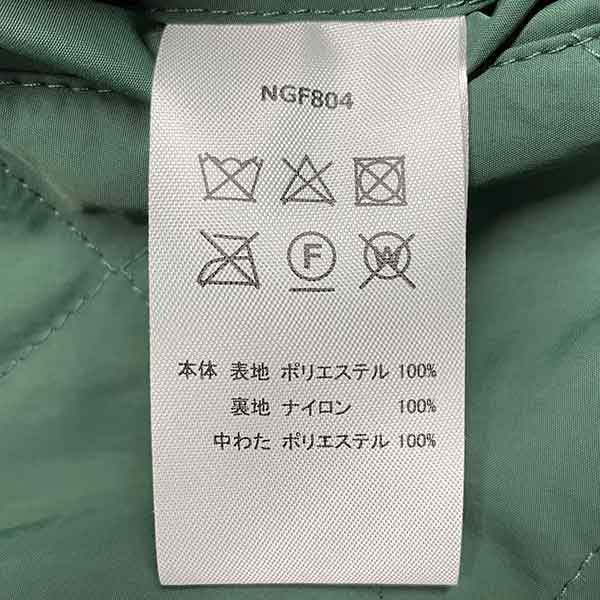 NGF804
F
W
本体 表地 ポリエステル 100%
裏地 ナイロン 100%
中わた ポリエステル 100%